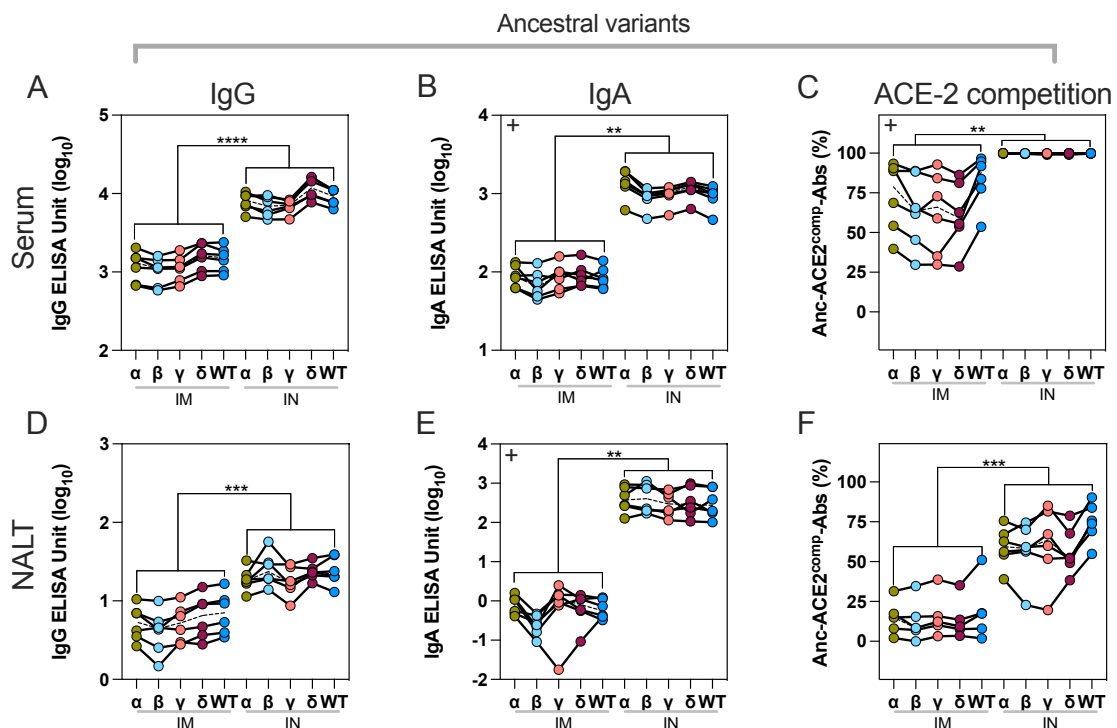 Ancestral variants
A
IgG
B
IgA
C
ACE-2 competition
Serum
IgG ELISA Unit (log10)
5
4
3
2
****
α β γ δ WT α β γ δ WT
IM IN
IgA ELISA Unit (log10)
4
3
2
1
+
**
α β γ δ WT α β γ δ WT
IM IN
Anc-ACE2comp-Abs (%)
100
75
50
25
0
+
**
α β γ δ WT α β γ δ WT
IM IN
NALT
D
IgG ELISA Unit (log10)
3
2
1
0
***
α β γ δ WT α β γ δ WT
IM IN
E
IgA ELISA Unit (log10)
4
3
2
1
0
-1
-2
+
**
α β γ δ WT α β γ δ WT
IM IN
F
Anc-ACE2comp-Abs (%)
100
75
50
25
0
***
α β γ δ WT α β γ δ WT
IM IN